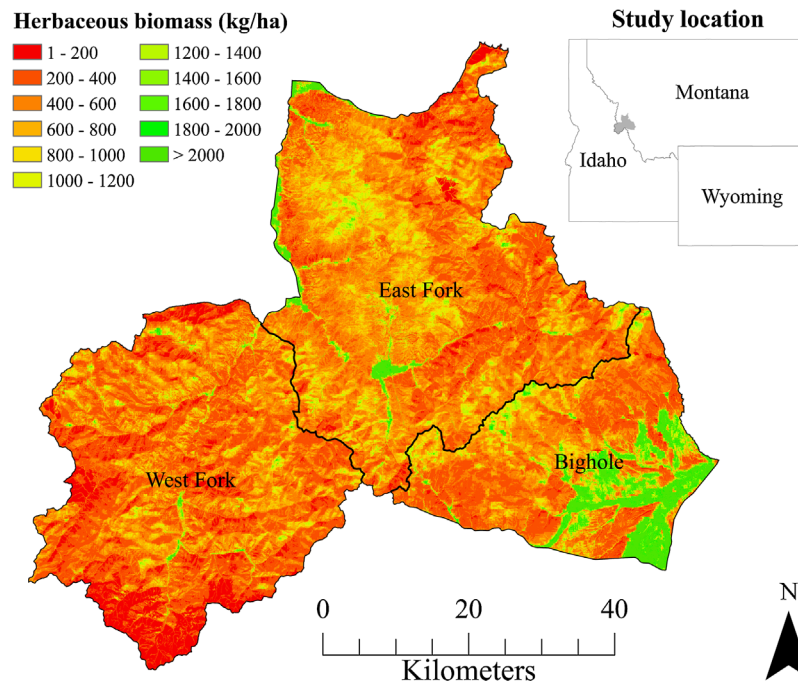 Herbaceous biomass (kg/ha)
1 - 200
200 - 400
400 - 600
600 - 800
800 - 1000
1000 - 1200
1200 - 1400
1400 - 1600
1600 - 1800
1800 - 2000
> 2000
Study location
Montana
Idaho
Wyoming
East Fork
West Fork
Bighole
0 20 40
Kilometers
N